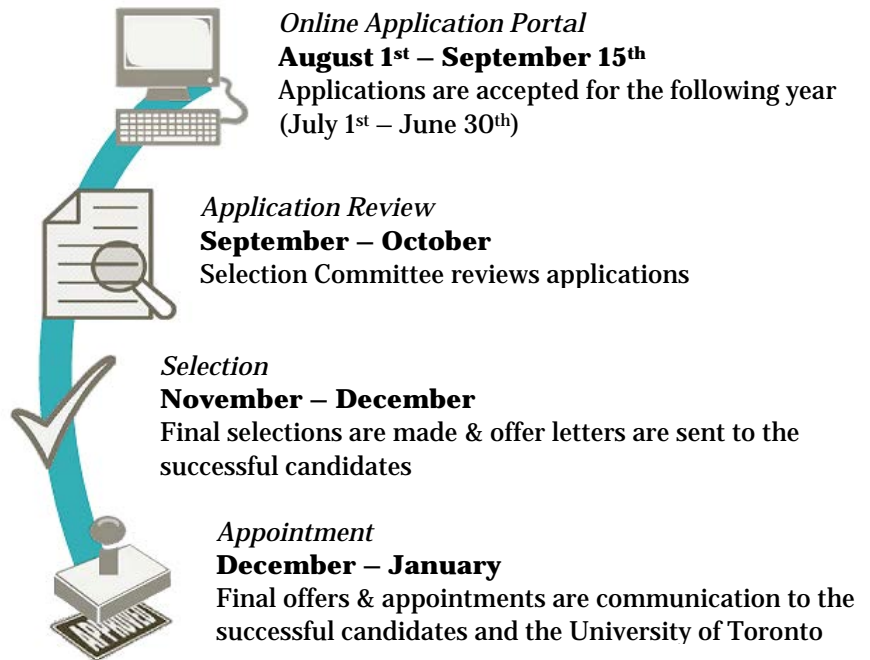 Online Application Portal
August 1st – September 15th
Applications are accepted for the following year
(July 1st – June 30th)
Application Review
September – October
Selection Committee reviews applications
Selection
November – December
Final selections are made & offer letters are sent to the
successful candidates
Appointment
December – January
Final offers & appointments are communication to the
successful candidates and the University of Toronto
APPROVED